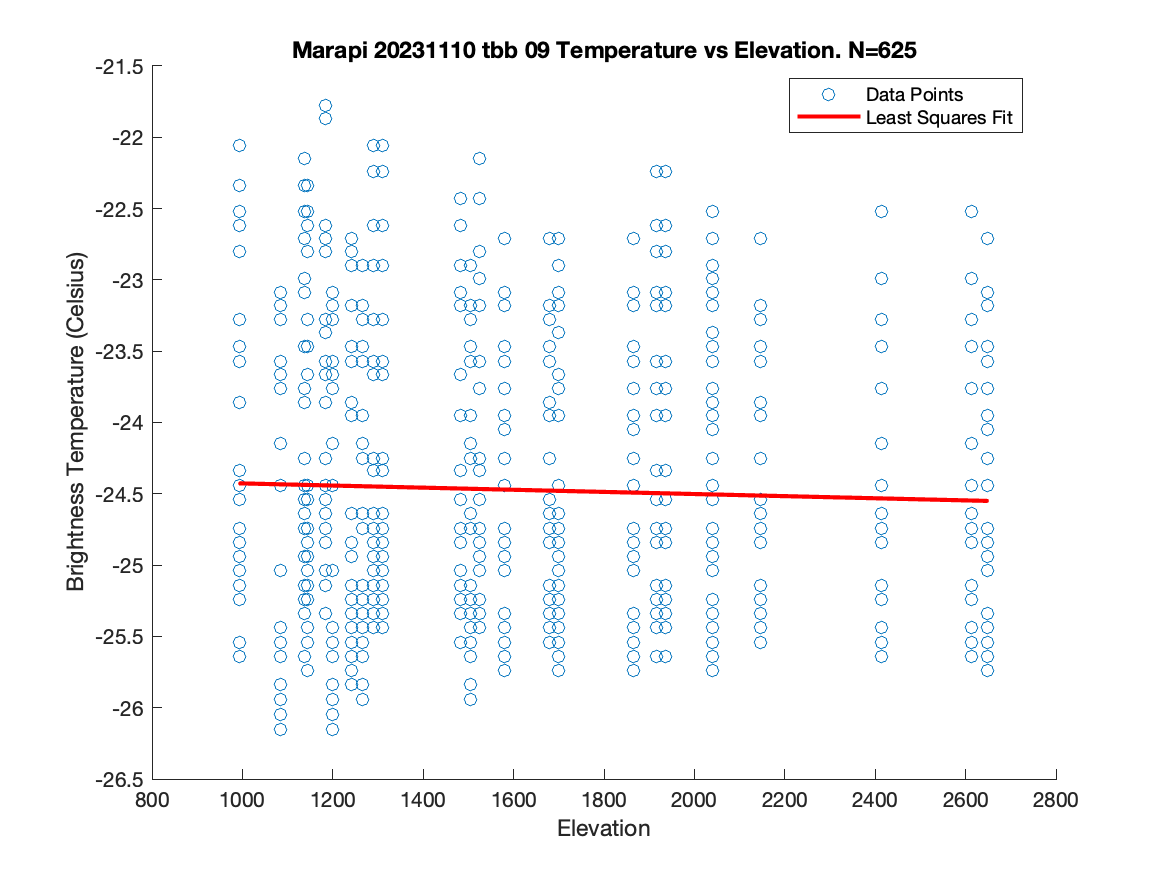 Marapi 20231110 tbb 09 Temperature vs Elevation. N=625
Data Points
Least Squares Fit
Brightness Temperature (Celsius)
-21.5
-22
-22.5
-23
-23.5
-24
-24.5
-25
-25.5
-26
-26.5
800 1000 1200 1400 1600 1800 2000 2200 2400 2600 2800
Elevation